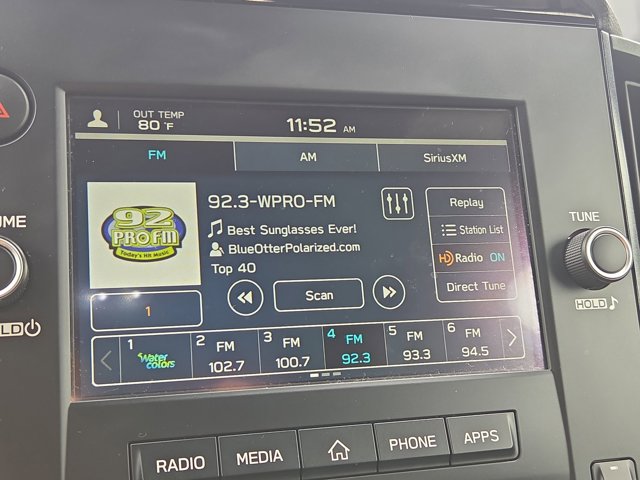 OUT TEMP
80 °F
11:52 AM
FM
AM
SiriusXM
92
PRO FM
Today's Hit Music
92.3-WPRO-FM
Best Sunglasses Ever!
BlueOtterPolarized.com
Top 40
Replay
Station List
HD Radio ON
Direct Tune
1
Scan
1 Water colors
2 FM 102.7
3 FM 100.7
4 FM 92.3
5 FM 93.3
6 FM 94.5
UME
LD
TUNE
HOLD
RADIO
MEDIA
PHONE
APPS